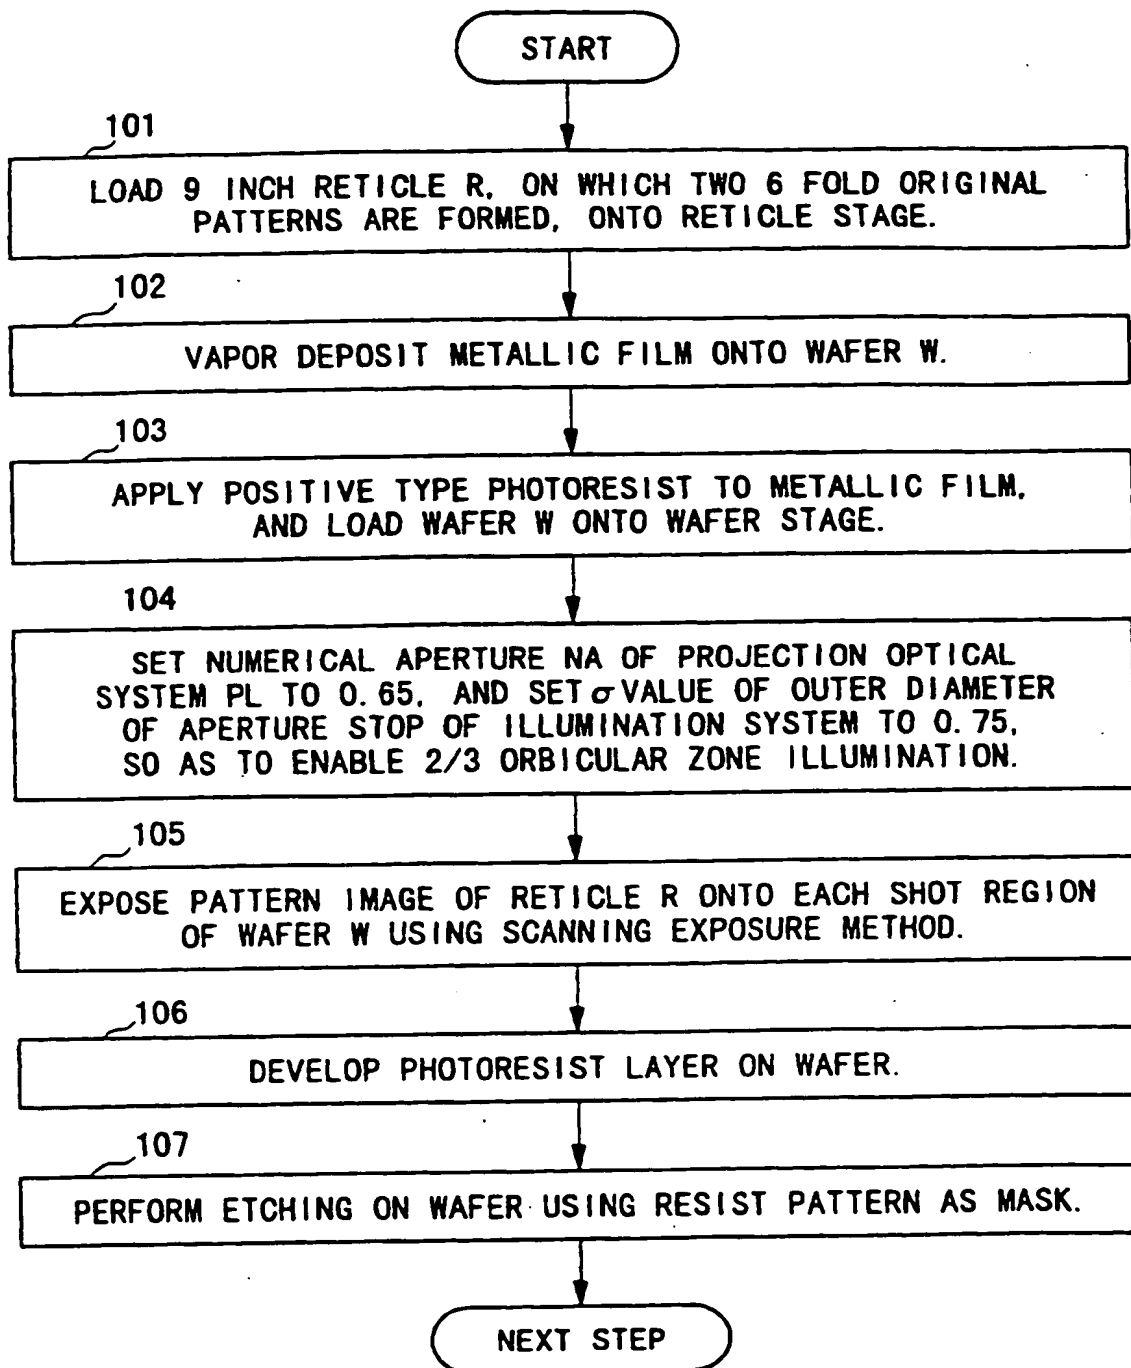 START
101
LOAD 9 INCH RETICLE R, ON WHICH TWO 6 FOLD ORIGINAL
PATTERNS ARE FORMED, ONTO RETICLE STAGE.
102
VAPOR DEPOSIT METALLIC FILM ONTO WAFER W.
103
APPLY POSITIVE TYPE PHOTORESIST TO METALLIC FILM,
AND LOAD WAFER W ONTO WAFER STAGE.
104
SET NUMERICAL APERTURE NA OF PROJECTION OPTICAL
SYSTEM PL TO 0.65, AND SET σ VALUE OF OUTER DIAMETER
OF APERTURE STOP OF ILLUMINATION SYSTEM TO 0.75,
SO AS TO ENABLE 2/3 ORBICULAR ZONE ILLUMINATION.
105
EXPOSE PATTERN IMAGE OF RETICLE R ONTO EACH SHOT REGION
OF WAFER W USING SCANNING EXPOSURE METHOD.
106
DEVELOP PHOTORESIST LAYER ON WAFER.
107
PERFORM ETCHING ON WAFER USING RESIST PATTERN AS MASK.
NEXT STEP